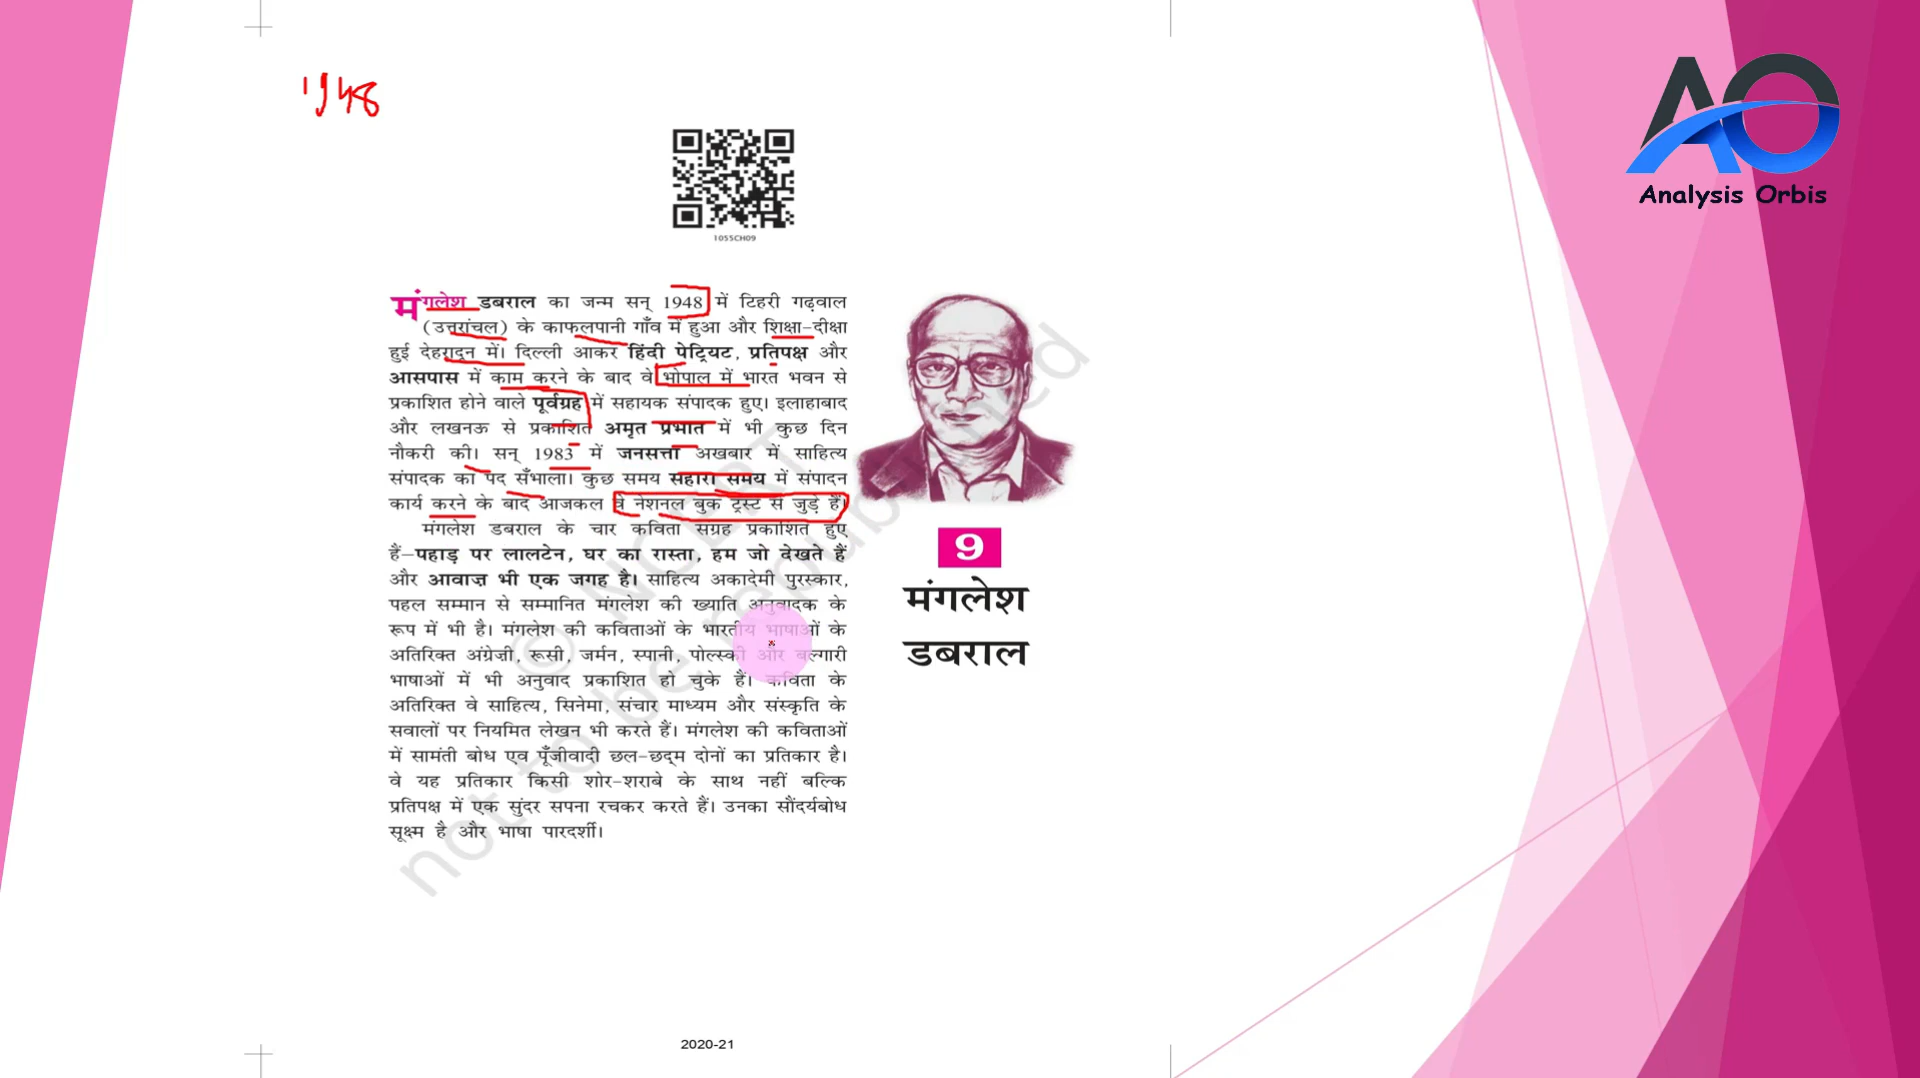 1948
Analysis Orbis
1055CH09
मंगलेश डबराल का जन्म सन् 1948 में टिहरी गढ़वाल
(उत्तरांचल) के काफलपानी गाँव में हुआ और शिक्षा-दीक्षा
हुई देहरादून में। दिल्ली आकर हिंदी पेट्रियट, प्रतिपक्ष और
आसपास में काम करने के बाद वे भोपाल में भारत भवन से
प्रकाशित होने वाले पूर्वग्रह में सहायक संपादक हुए। इलाहाबाद
और लखनऊ से प्रकाशित अमृत प्रभात में भी कुछ दिन
नौकरी की। सन् 1983 में जनसत्ता अखबार में साहित्य
संपादक का पद सँभाला। कुछ समय सहारा समय में संपादन
कार्य करने के बाद आजकल वे नेशनल बुक ट्रस्ट से जुड़े हैं।
मंगलेश डबराल के चार कविता संग्रह प्रकाशित हुए
हैं-पहाड़ पर लालटेन, घर का रास्ता, हम जो देखते हैं
और आवाज़ भी एक जगह है। साहित्य अकादेमी पुरस्कार,
पहल सम्मान से सम्मानित मंगलेश की ख्याति अनुवादक के
रूप में भी है। मंगलेश की कविताओं के भारतीय भाषाओं के
अतिरिक्त अंग्रेज़ी, रूसी, जर्मन, स्पानी, पोल्स्की और बल्गारी
भाषाओं में भी अनुवाद प्रकाशित हो चुके हैं। कविता के
अतिरिक्त वे साहित्य, सिनेमा, संचार माध्यम और संस्कृति के
सवालों पर नियमित लेखन भी करते हैं। मंगलेश की कविताओं
में सामंती बोध एव पूँजीवादी छल-छद्म दोनों का प्रतिकार है।
वे यह प्रतिकार किसी शोर-शराबे के साथ नहीं बल्कि
प्रतिपक्ष में एक सुंदर सपना रचकर करते हैं। उनका सौंदर्यबोध
सूक्ष्म है और भाषा पारदर्शी।
9
मंगलेश
डबराल
© NCERT
not to be republished
2020-21